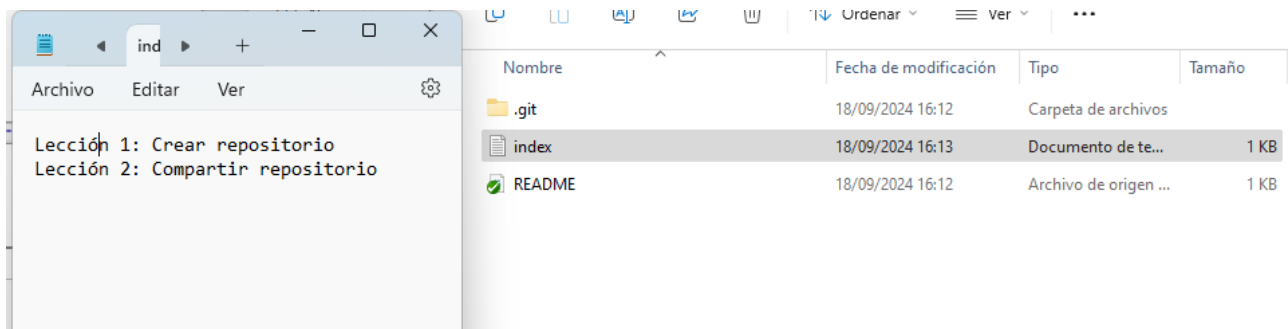 ind
Archivo Editar Ver
Lección 1: Crear repositorio
Lección 2: Compartir repositorio
Ordenar Ver
Nombre Fecha de modificación Tipo Tamaño
.git 18/09/2024 16:12 Carpeta de archivos
index 18/09/2024 16:13 Documento de te... 1 KB
README 18/09/2024 16:12 Archivo de origen ... 1 KB